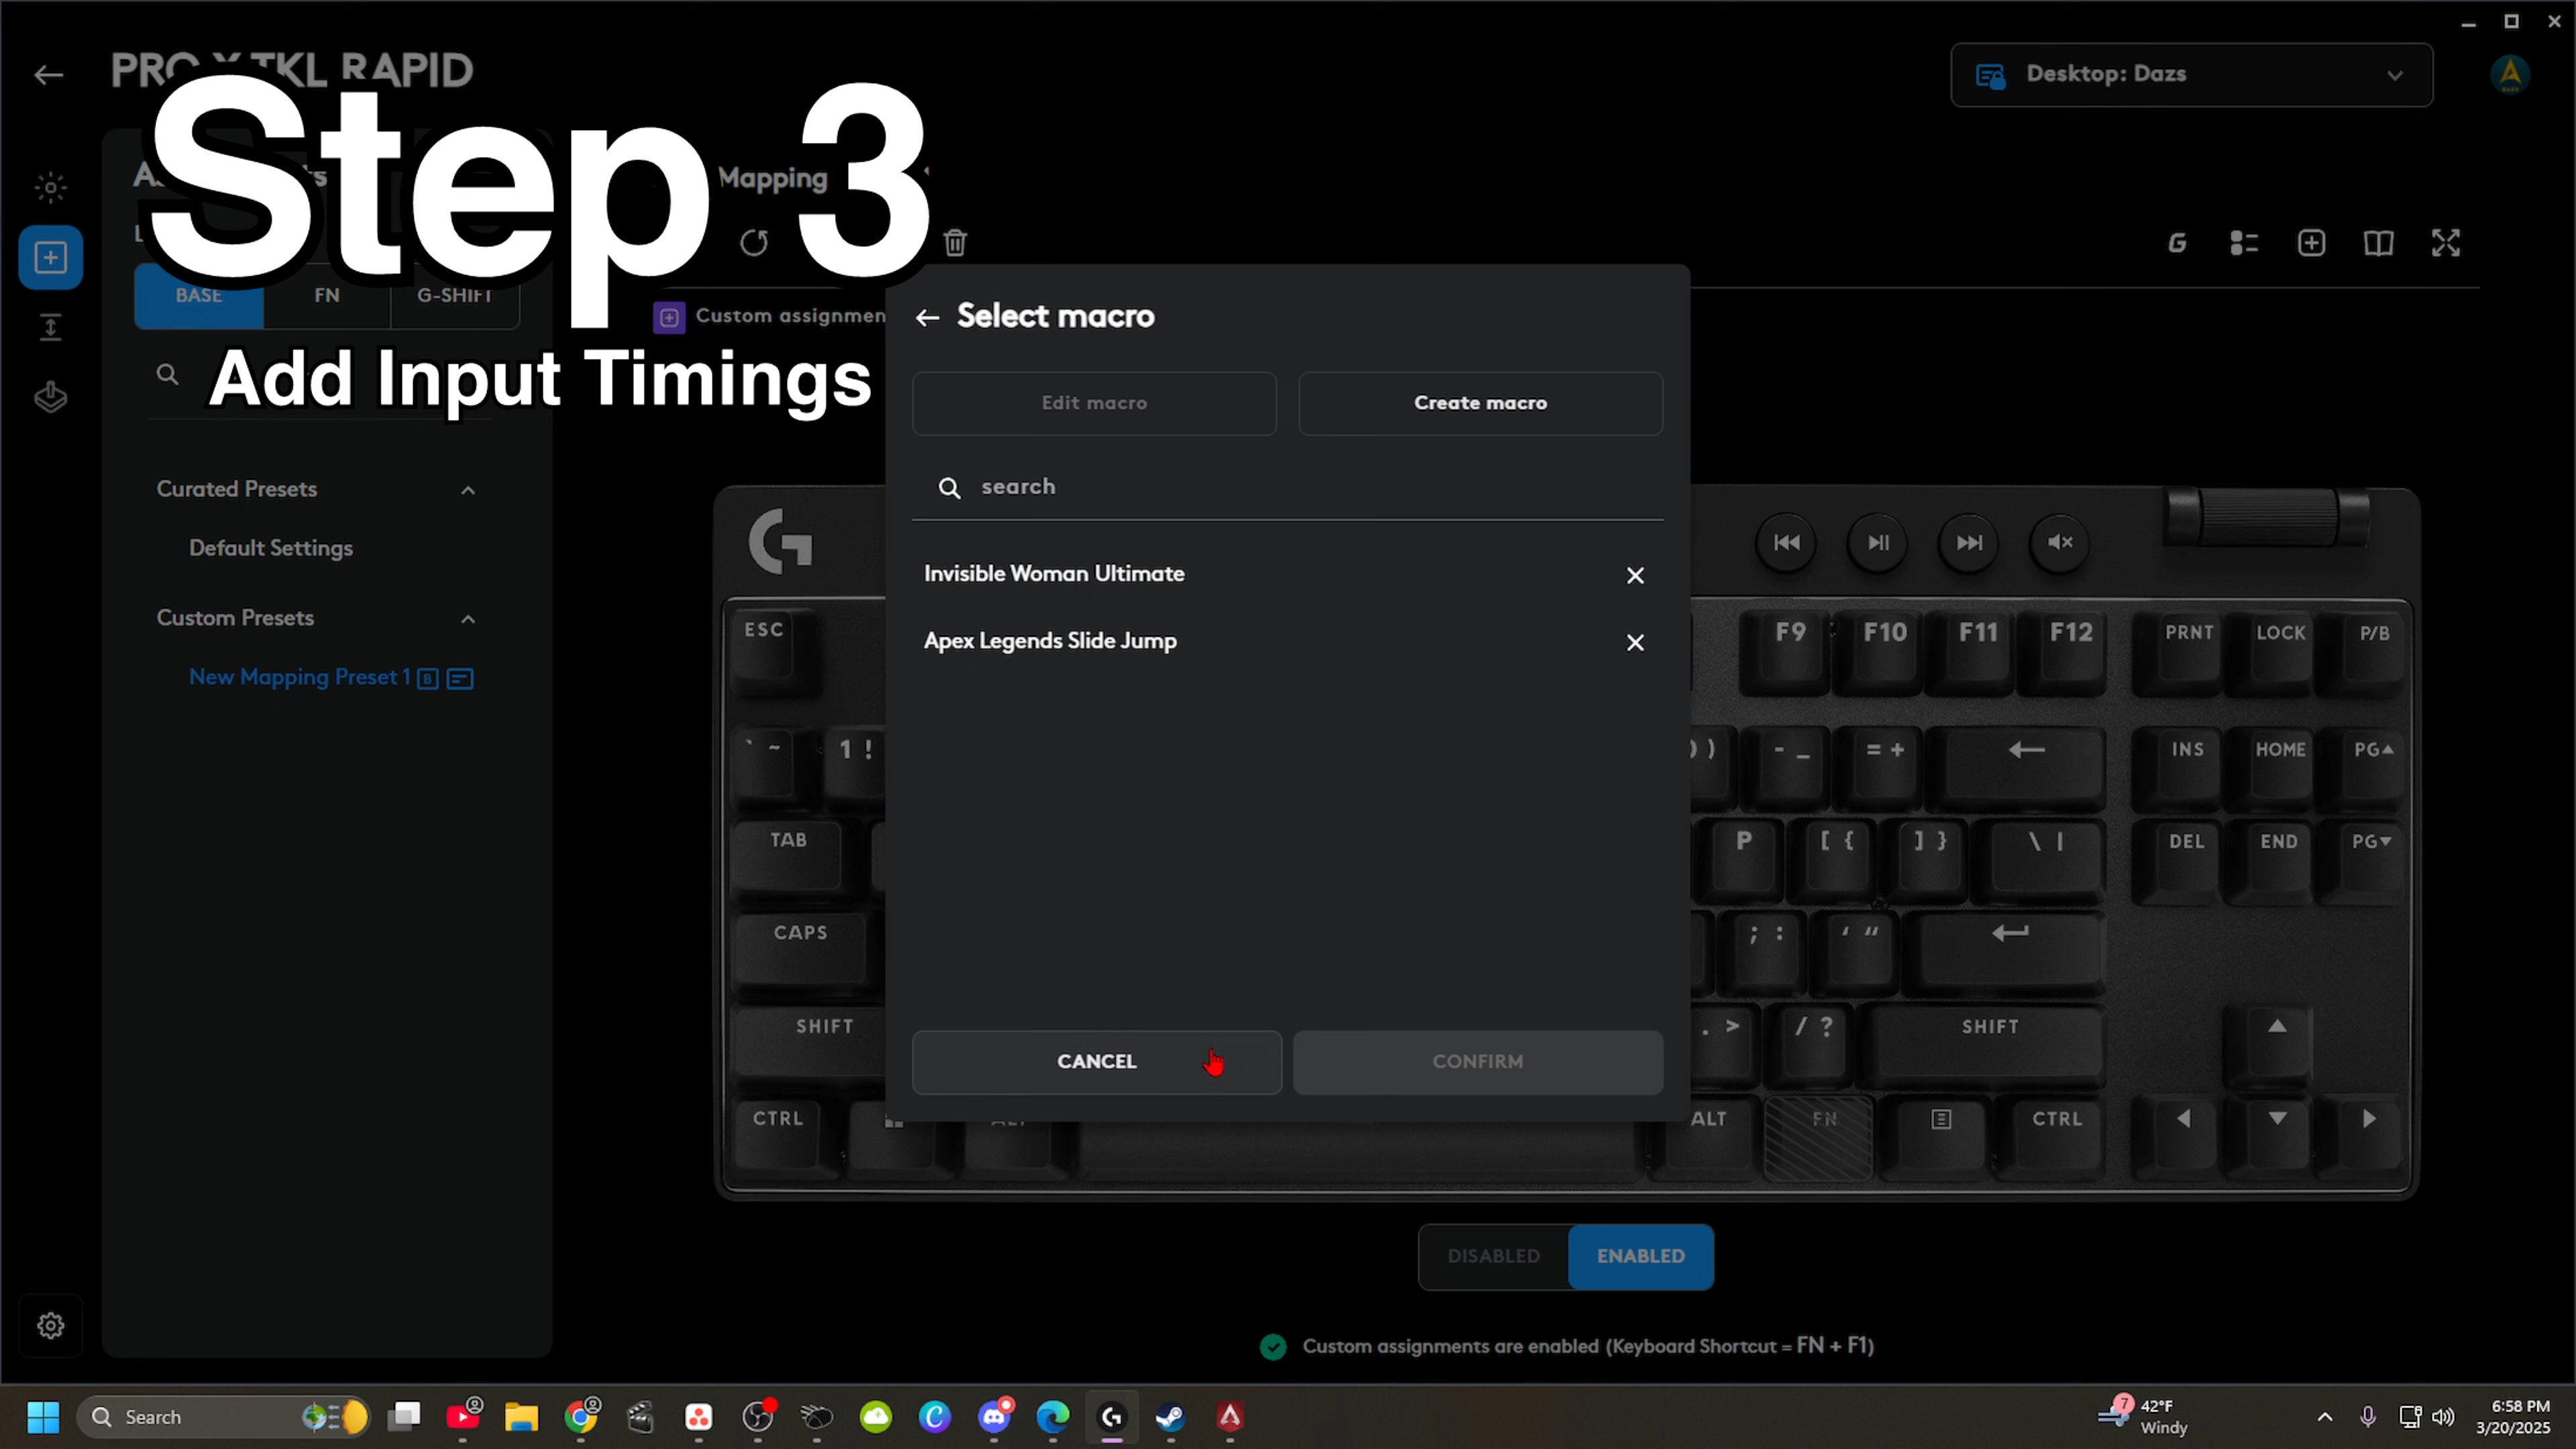 PRO X TKL RAPID
Desktop: Dazs
Step 3
Add Input Timings
Mapping
BASE
FN
G-SHIFT
Custom assignmen
Curated Presets
Default Settings
Custom Presets
New Mapping Preset 1 B
Select macro
Edit macro
Create macro
search
Invisible Woman Ultimate
Apex Legends Slide Jump
CANCEL
CONFIRM
ESC
F9 F10 F11 F12 PRNT LOCK P/B
` ~ 1 ! ) - _ = + INS HOME PG▲
TAB P [ { ] } \ | DEL END PG▼
CAPS ; : ' "
SHIFT . > / ? SHIFT
CTRL ALT ALT FN CTRL
DISABLED
ENABLED
Custom assignments are enabled (Keyboard Shortcut = FN + F1)
Search
7
42°F
Windy
6:58 PM
3/20/2025